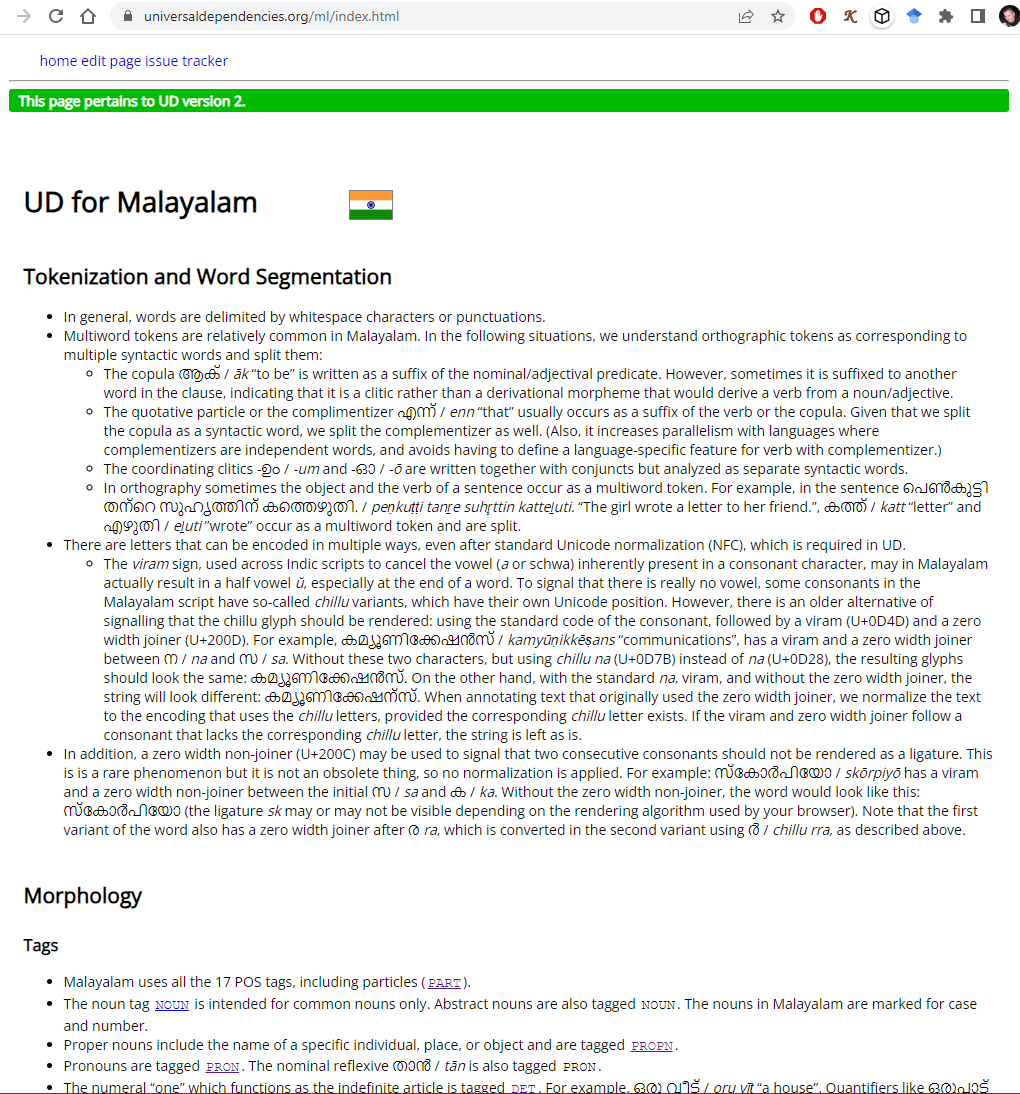 universaldependencies.org/ml/index.html
home edit page issue tracker
This page pertains to UD version 2.
UD for Malayalam
Tokenization and Word Segmentation
• In general, words are delimited by whitespace characters or punctuations.
• Multiword tokens are relatively common in Malayalam. In the following situations, we understand orthographic tokens as corresponding to
multiple syntactic words and split them:
◦ The copula ആക് / āk “to be” is written as a suffix of the nominal/adjectival predicate. However, sometimes it is suffixed to another
word in the clause, indicating that it is a clitic rather than a derivational morpheme that would derive a verb from a noun/adjective.
◦ The quotative particle or the complimentizer എന്ന് / enn “that” usually occurs as a suffix of the verb or the copula. Given that we split
the copula as a syntactic word, we split the complementizer as well. (Also, it increases parallelism with languages where
complementizers are independent words, and avoids having to define a language-specific feature for verb with complementizer.)
◦ The coordinating clitics -ഉം / -um and -ഓ / -ō are written together with conjuncts but analyzed as separate syntactic words.
◦ In orthography sometimes the object and the verb of a sentence occur as a multiword token. For example, in the sentence പെൺകുട്ടി
തന്റെ സുഹൃത്തിന് കത്തെഴുതി. / peṇkuṭṭi tanṟe suhṛttin katteḻuti. “The girl wrote a letter to her friend.”, കത്ത് / katt “letter” and
എഴുതി / eḻuti ”wrote” occur as a multiword token and are split.
• There are letters that can be encoded in multiple ways, even after standard Unicode normalization (NFC), which is required in UD.
◦ The viram sign, used across Indic scripts to cancel the vowel (a or schwa) inherently present in a consonant character, may in Malayalam
actually result in a half vowel ŭ, especially at the end of a word. To signal that there is really no vowel, some consonants in the
Malayalam script have so-called chillu variants, which have their own Unicode position. However, there is an older alternative of
signalling that the chillu glyph should be rendered: using the standard code of the consonant, followed by a viram (U+0D4D) and a zero
width joiner (U+200D). For example, കമ്യൂണിക്കേഷന്‍സ് / kamyūṇikkēṣans “communications”, has a viram and a zero width joiner
between ന / na and സ / sa. Without these two characters, but using chillu na (U+0D7B) instead of na (U+0D28), the resulting glyphs
should look the same: കമ്യൂണിക്കേഷൻസ്. On the other hand, with the standard na, viram, and without the zero width joiner, the
string will look different: കമ്യൂണിക്കേഷന്സ്. When annotating text that originally used the zero width joiner, we normalize the text
to the encoding that uses the chillu letters, provided the corresponding chillu letter exists. If the viram and zero width joiner follow a
consonant that lacks the corresponding chillu letter, the string is left as is.
• In addition, a zero width non-joiner (U+200C) may be used to signal that two consecutive consonants should not be rendered as a ligature. This
is is a rare phenomenon but it is not an obsolete thing, so no normalization is applied. For example: സ്‌കോര്‍പിയോ / skōrpiyō has a viram
and a zero width non-joiner between the initial സ / sa and ക / ka. Without the zero width non-joiner, the word would look like this:
സ്കോർപിയോ (the ligature sk may or may not be visible depending on the rendering algorithm used by your browser). Note that the first
variant of the word also has a zero width joiner after ര ra, which is converted in the second variant using ർ / chillu rra, as described above.
Morphology
Tags
• Malayalam uses all the 17 POS tags, including particles (PART).
• The noun tag NOUN is intended for common nouns only. Abstract nouns are also tagged NOUN. The nouns in Malayalam are marked for case
and number.
• Proper nouns include the name of a specific individual, place, or object and are tagged PROPN.
• Pronouns are tagged PRON. The nominal reflexive താൻ / tān is also tagged PRON.
• The numeral “one” which functions as the indefinite article is tagged DET. For example, ഒരു വീട് / oru vīṭ “a house”. Quantifiers like ഒരുപാട്